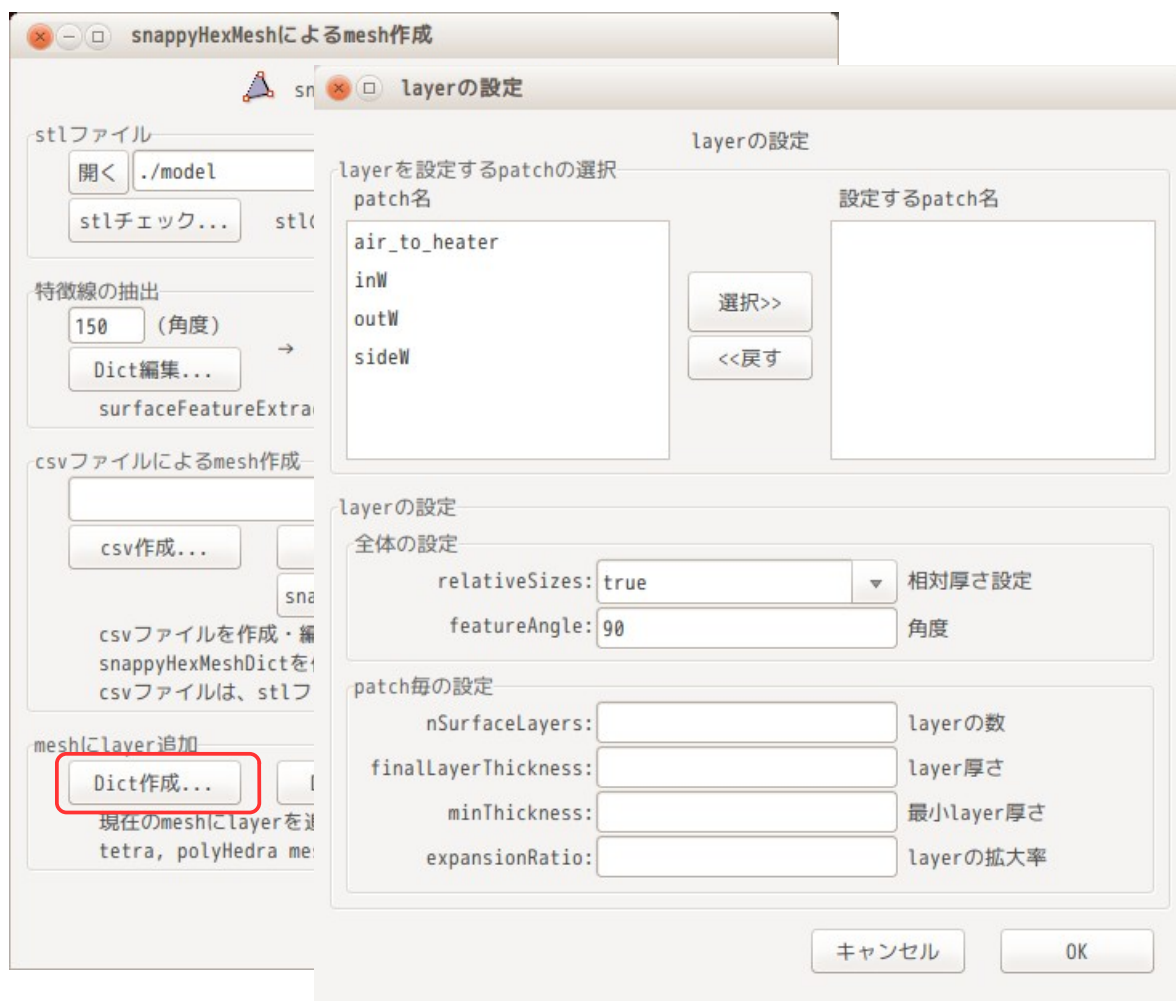 snappyHexMeshによるmesh作成
stlファイル
開く ./model
stlチェック...
特徴線の抽出
150 (角度)
→
Dict編集...
csvファイルによるmesh作成
csv作成...
csvファイルを作成・編
snappyHexMeshDictを
csvファイルは、stlフ
meshにlayer追加
Dict作成...
現在のmeshにlayerを
tetra, polyHedra
layerの設定
layerの設定
layerを設定するpatchの選択
patch名
air_to_heater
inW
outW
sideW
選択>>
<<戻す
設定するpatch名
layerの設定
全体の設定
relativeSizes: true 相対厚さ設定
featureAngle: 90 角度
patch毎の設定
nSurfaceLayers: layerの数
finalLayerThickness: layer厚さ
minThickness: 最小layer厚さ
expansionRatio: layerの拡大率
キャンセル OK